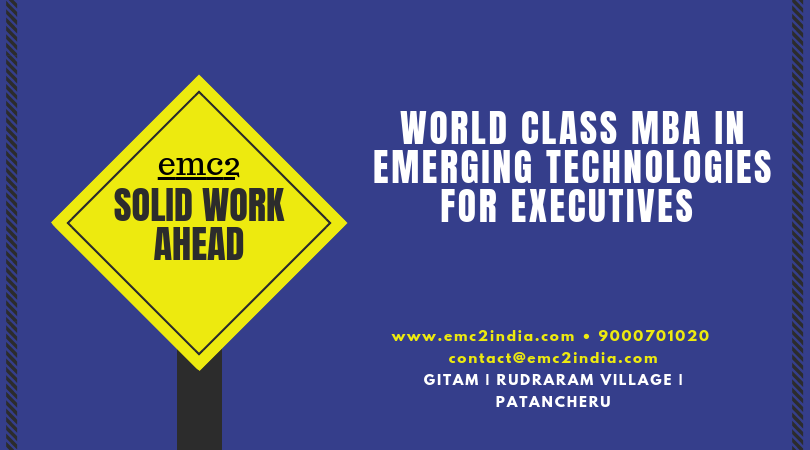 emc2
SOLID WORK
AHEAD
WORLD CLASS MBA IN
EMERGING TECHNOLOGIES
FOR EXECUTIVES
www.emc2india.com • 9000701020
contact@emc2india.com
GITAM | RUDRARAM VILLAGE |
PATANCHERU